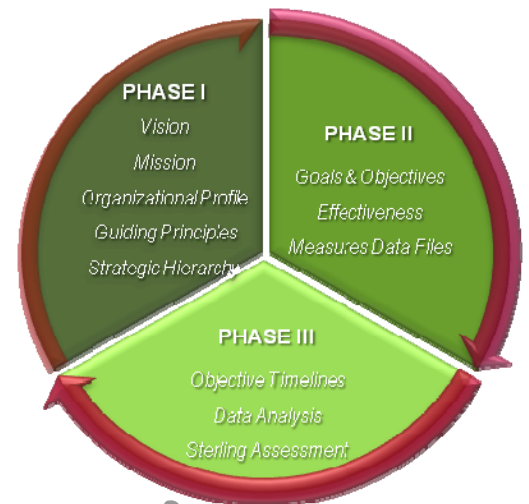 PHASE I
Vision
Mission
Organizational Profile
Guiding Principles
Strategic Hierarchy
PHASE II
Goals & Objectives
Effectiveness
Measures Data Files
PHASE III
Objective Timelines
Data Analysis
Sterling Assessment